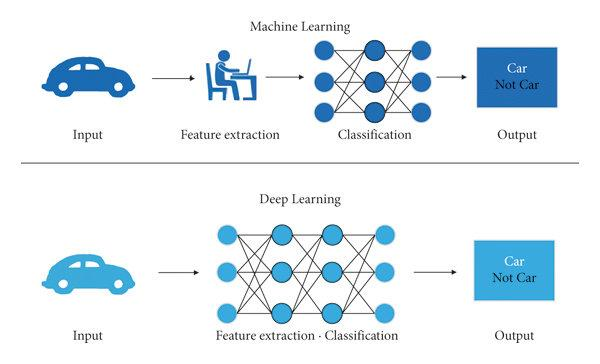 Machine Learning
Car
Not Car
Input
Feature extraction
Classification
Output
Deep Learning
Car
Not Car
Input
Feature extraction · Classification
Output